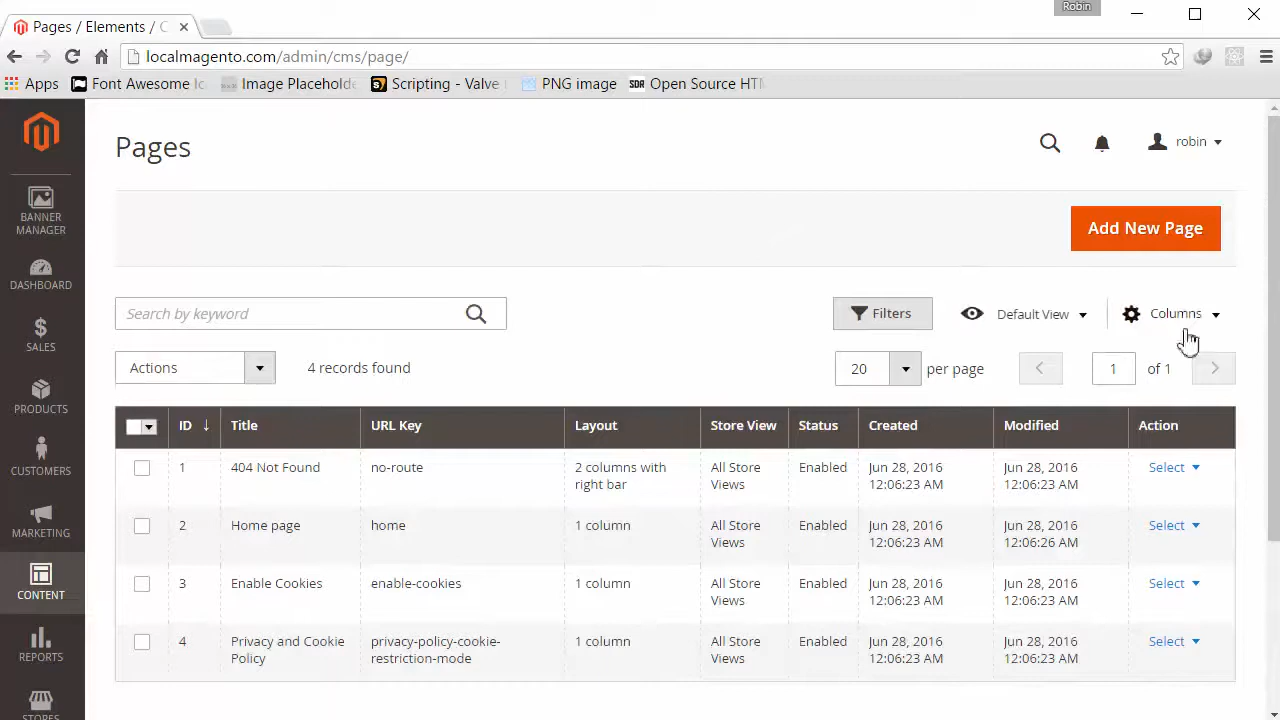 Robin
Pages / Elements / C
localmagento.com/admin/cms/page/
Apps Font Awesome Ic Image Placeholde Scripting - Valve SDR PNG image Open Source HTM
Pages
robin
BANNER
MANAGER
Add New Page
DASHBOARD
Search by keyword
Filters
Default View
Columns
SALES
Actions
4 records found
20
per page
1
of 1
PRODUCTS
ID Title URL Key Layout Store View Status Created Modified Action
CUSTOMERS
1 404 Not Found no-route 2 columns with All Store Enabled Jun 28, 2016 Jun 28, 2016 Select
right bar Views 12:06:23 AM 12:06:23 AM
MARKETING
2 Home page home 1 column All Store Enabled Jun 28, 2016 Jun 28, 2016 Select
Views 12:06:23 AM 12:06:26 AM
CONTENT
3 Enable Cookies enable-cookies 1 column All Store Enabled Jun 28, 2016 Jun 28, 2016 Select
Views 12:06:23 AM 12:06:23 AM
REPORTS
4 Privacy and Cookie privacy-policy-cookie- 1 column All Store Enabled Jun 28, 2016 Jun 28, 2016 Select
Policy restriction-mode Views 12:06:23 AM 12:06:23 AM
STORES